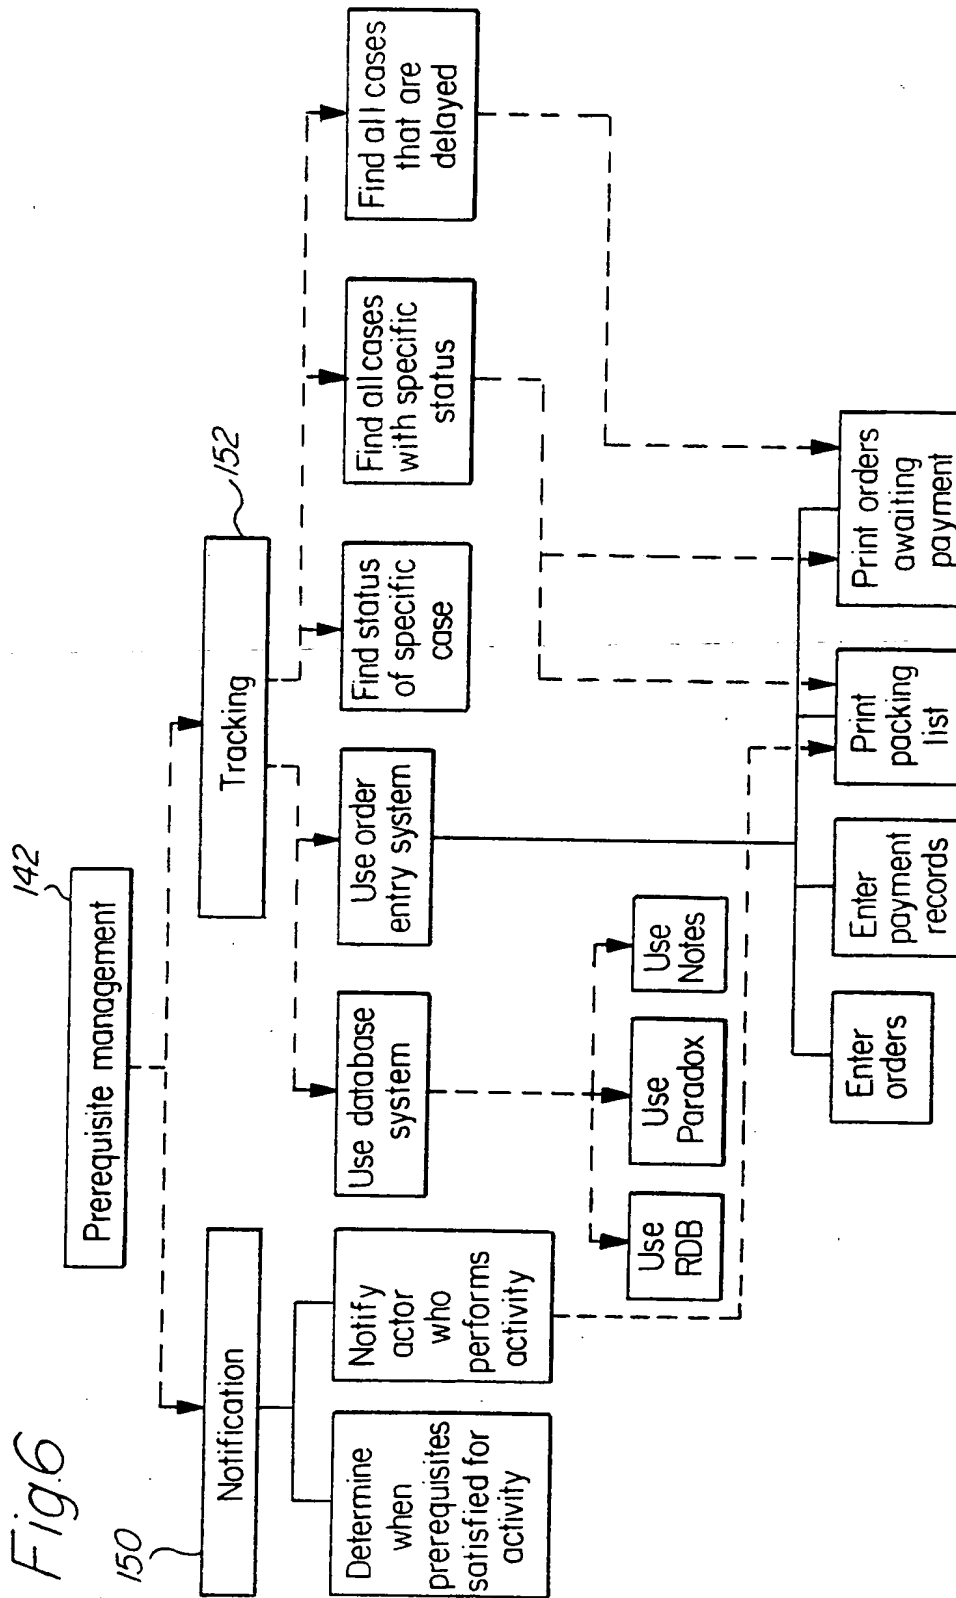 Fig.6
142
Prerequisite management
150
Notification
152
Tracking
Determine
when
prerequisites
satisfied for
activity
Notify
actor
who
performs
activity
Use database
system
Use order
entry system
Find status
of specific
case
Find all cases
with specific
status
Find all cases
that are
delayed
Use
RDB
Use
Paradox
Use
Notes
Enter
orders
Enter
payment
records
Print
packing
list
Print orders
awaiting
payment